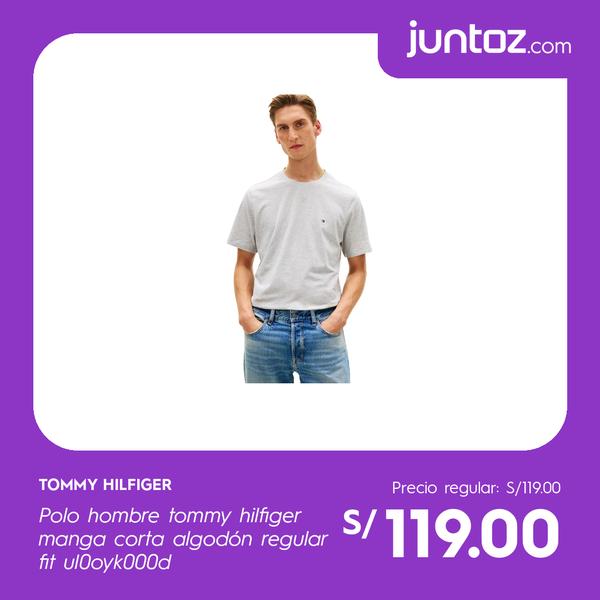 juntoz.com
TOMMY HILFIGER
Polo hombre tommy hilfiger
manga corta algodón regular
fit ul0oyk000d
Precio regular: S/119.00
S/119.00